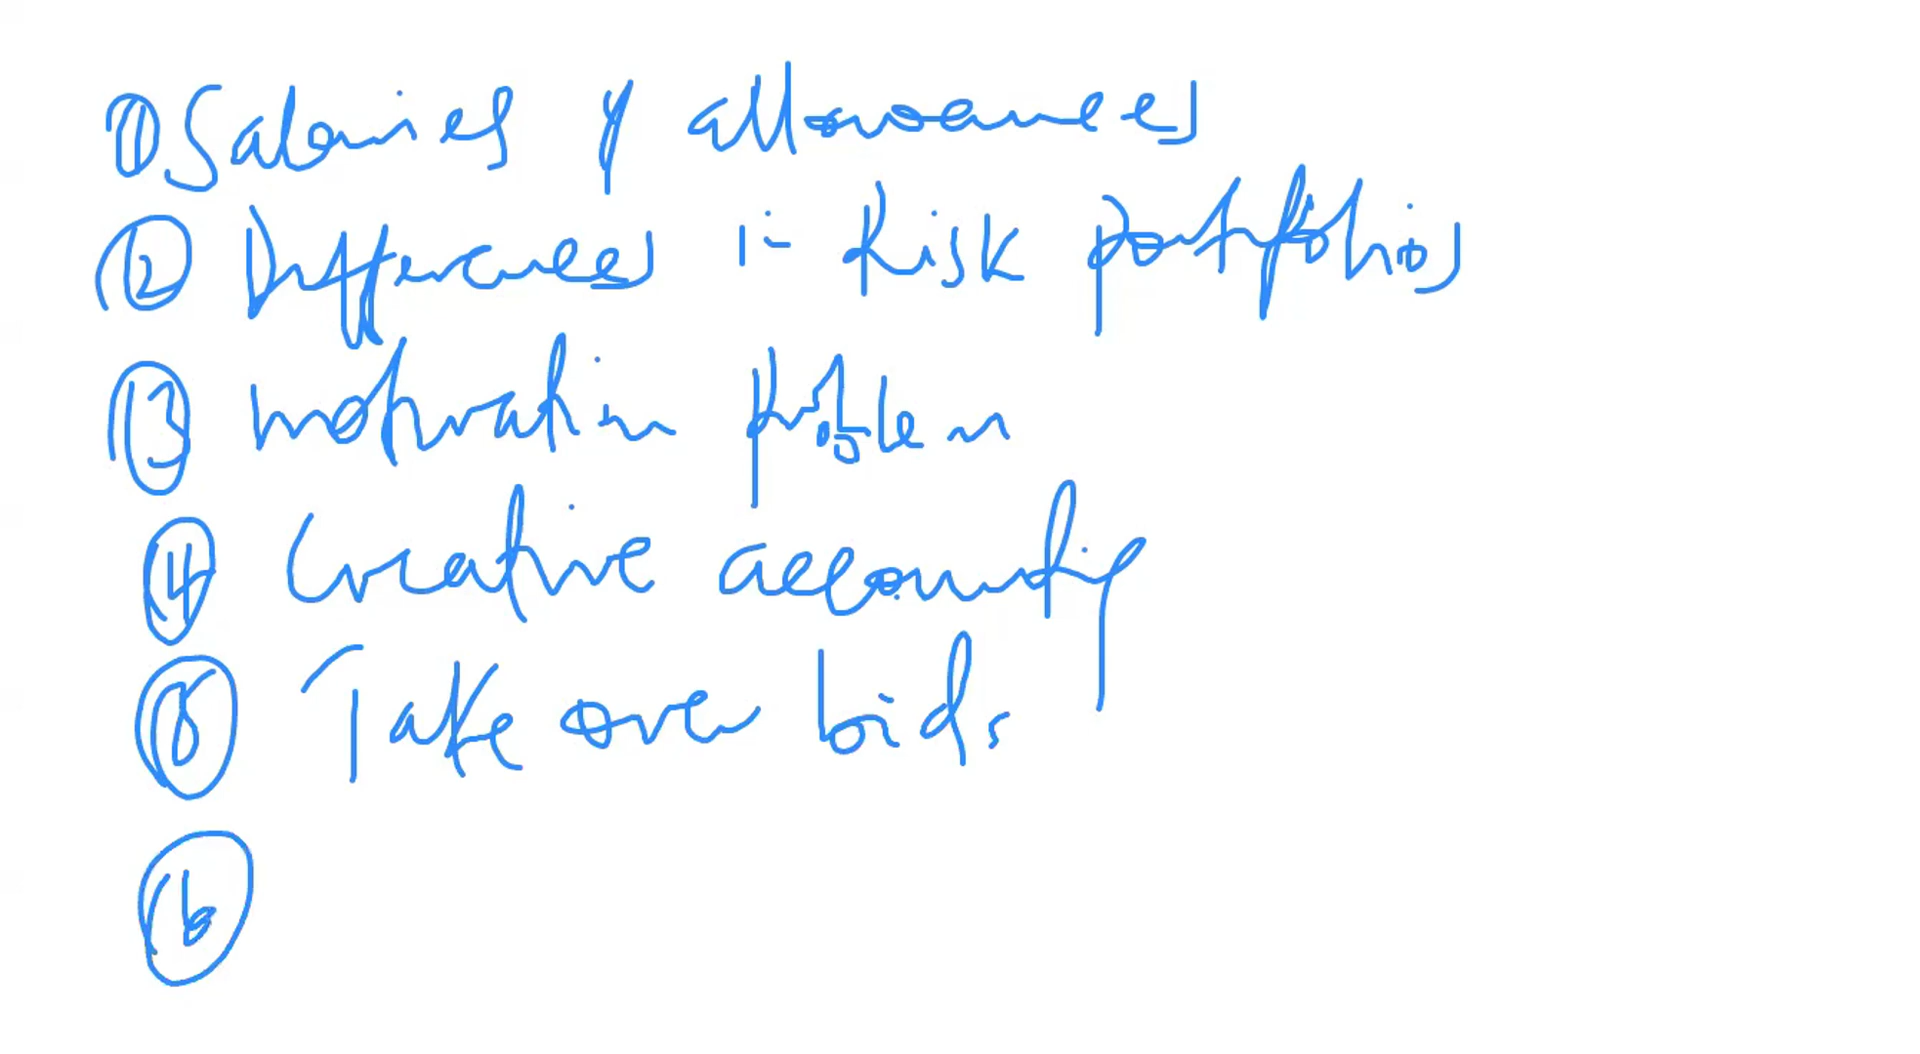 ① Salaries & allowances
② Differences in Risk portfolios
③ motivation problem
④ Creative accounting
⑤ Take over bids
⑥